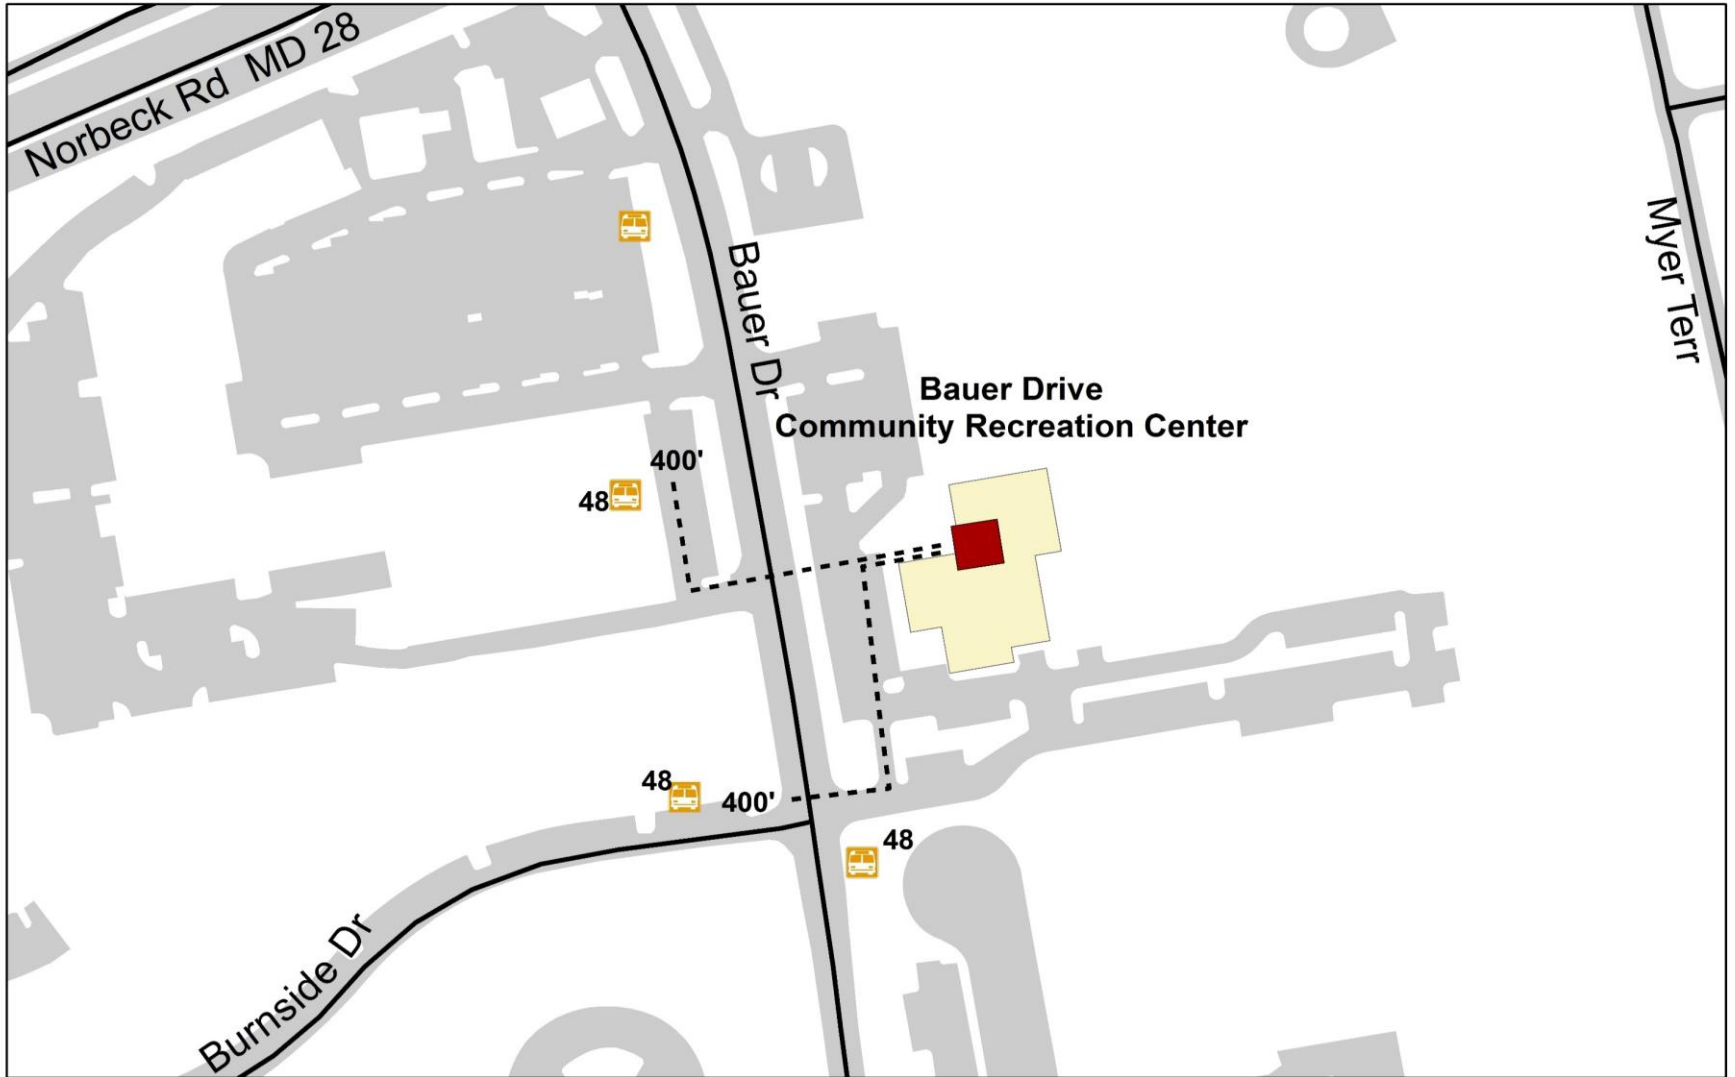 Norbeck Rd MD 28
Bauer Dr
Myer Terr
Bauer Drive
Community Recreation Center
400'
48
48
400'
48
Burnside Dr